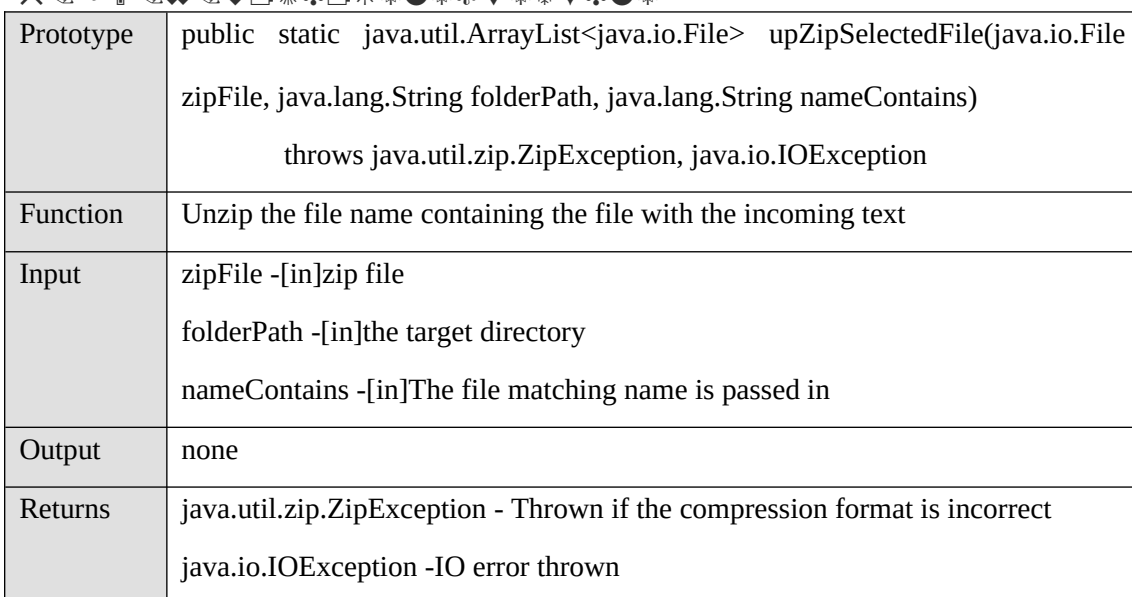 Prototype public static java.util.ArrayList<java.io.File> upZipSelectedFile(java.io.File
zipFile, java.lang.String folderPath, java.lang.String nameContains)
throws java.util.zip.ZipException, java.io.IOException
Function Unzip the file name containing the file with the incoming text
Input zipFile -[in]zip file
folderPath -[in]the target directory
nameContains -[in]The file matching name is passed in
Output none
Returns java.util.zip.ZipException - Thrown if the compression format is incorrect
java.io.IOException -IO error thrown